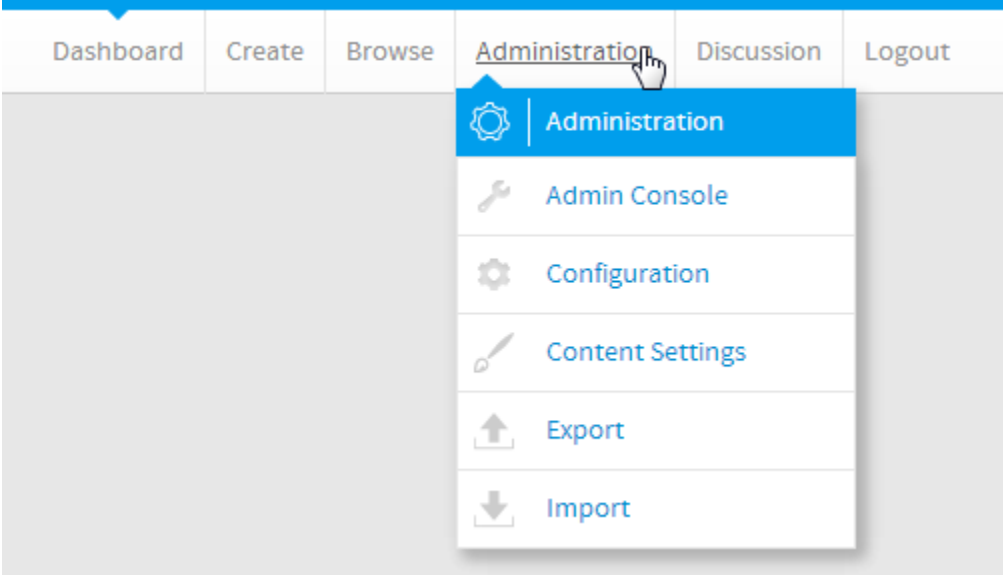 Dashboard Create Browse Administration Discussion Logout
Administration
Admin Console
Configuration
Content Settings
Export
Import